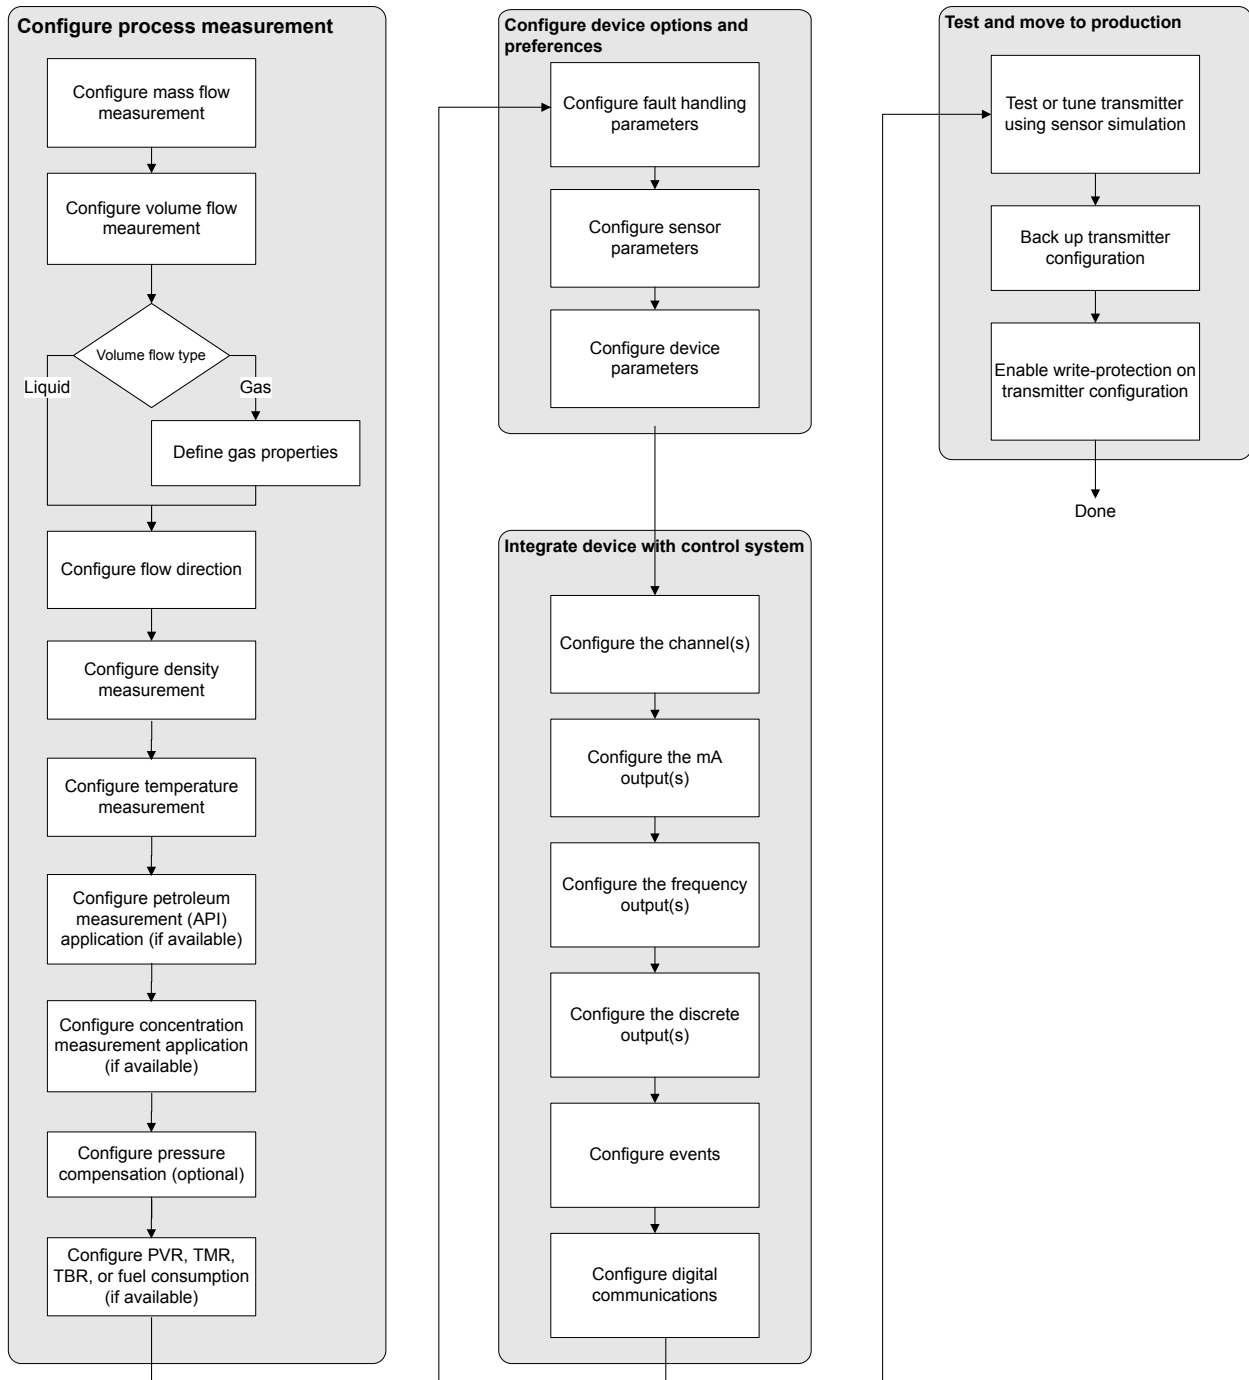 Configure process measurement
Configure mass flow
measurement
Configure volume flow
meaurement
Volume flow type
Liquid
Gas
Define gas properties
Configure flow direction
Configure density
measurement
Configure temperature
measurement
Configure petroleum
measurement (API)
application (if available)
Configure concentration
measurement application
(if available)
Configure pressure
compensation (optional)
Configure PVR, TMR,
TBR, or fuel consumption
(if available)
Configure device options and
preferences
Configure fault handling
parameters
Configure sensor
parameters
Configure device
parameters
Integrate device with control system
Configure the channel(s)
Configure the mA
output(s)
Configure the frequency
output(s)
Configure the discrete
output(s)
Configure events
Configure digital
communications
Test and move to production
Test or tune transmitter
using sensor simulation
Back up transmitter
configuration
Enable write-protection on
transmitter configuration
Done